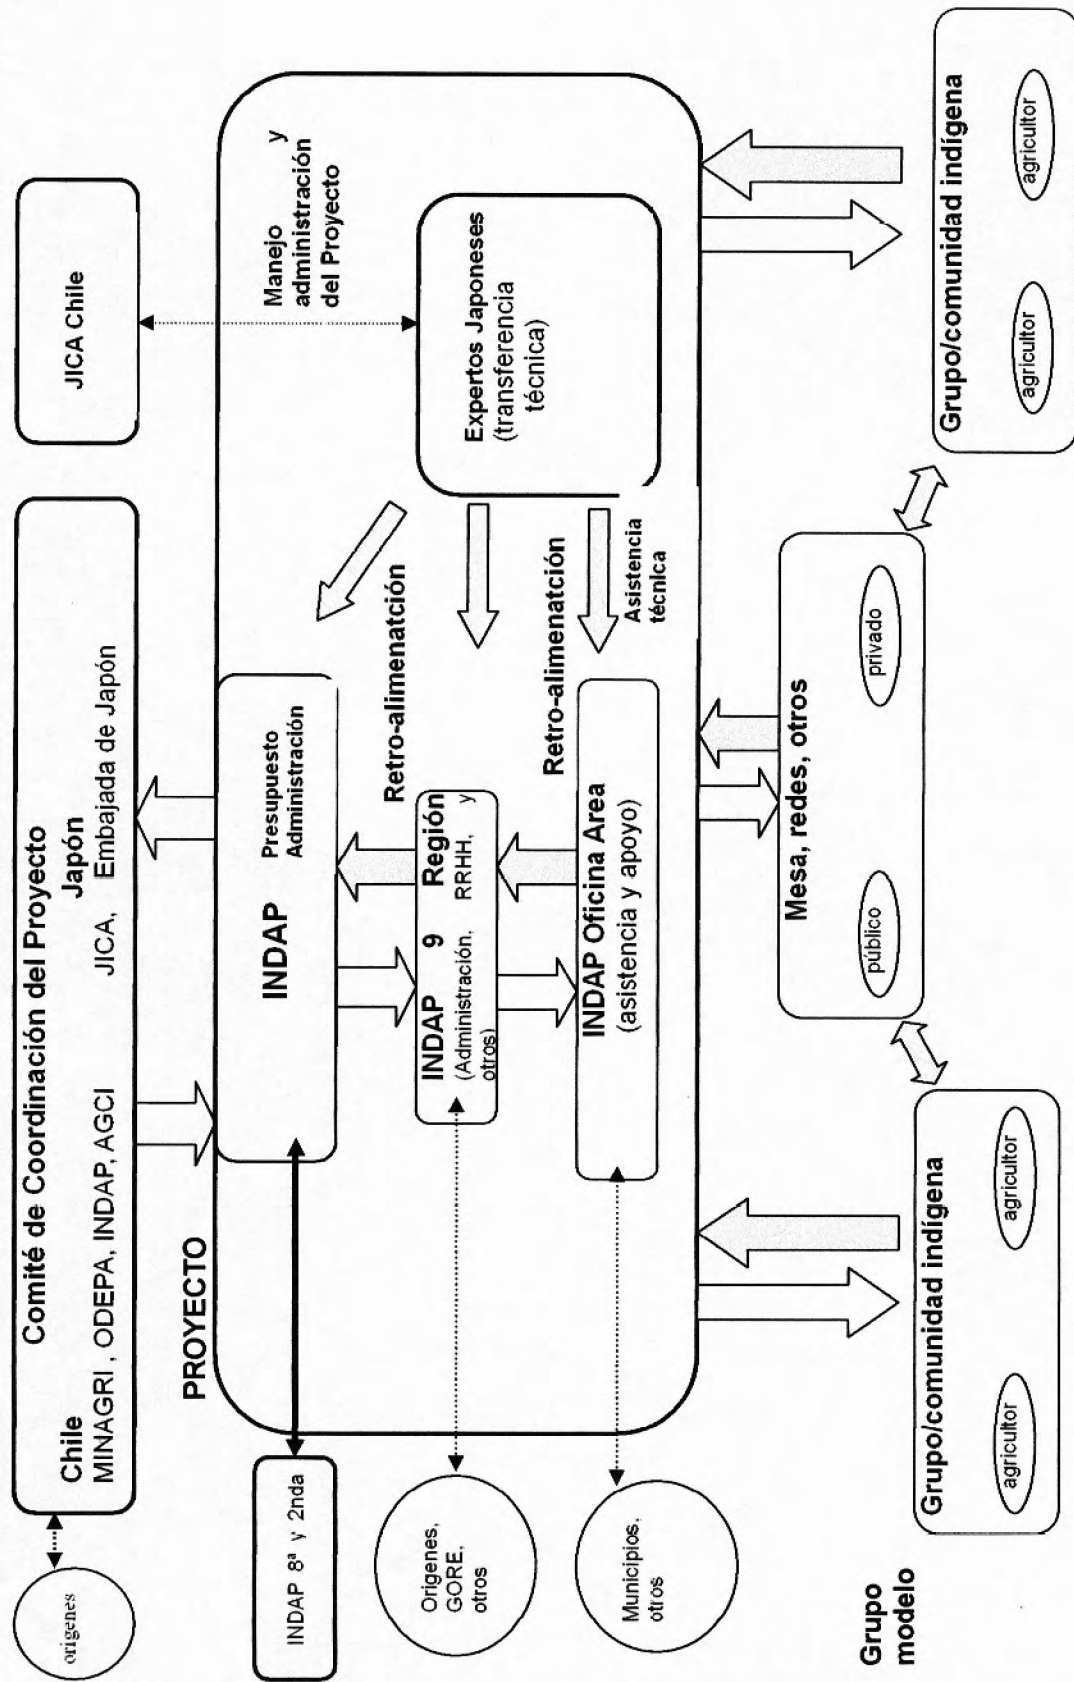 Comité de Coordinación del Proyecto
Chile
Japón
MINAGRI, ODEPA, INDAP, AGCI
JICA, Embajada de Japón
JICA Chile
origenes
PROYECTO
INDAP
Presupuesto
Administración
Manejo y
administración
del Proyecto
INDAP 8ª y 2nda
Retro-alimenatción
INDAP 9 Región
(Administración, RRHH, y
otros)
Expertos Japoneses
(transferencia
técnica)
Origenes,
GORE,
otros
Retro-alimenatción
INDAP Oficina Area
(asistencia y apoyo)
Asistencia
técnica
Municipios,
otros
Mesa, redes, otros
público
privado
Grupo
modelo
Grupo/comunidad indígena
agricultor
agricultor
Grupo/comunidad indígena
agricultor
agricultor